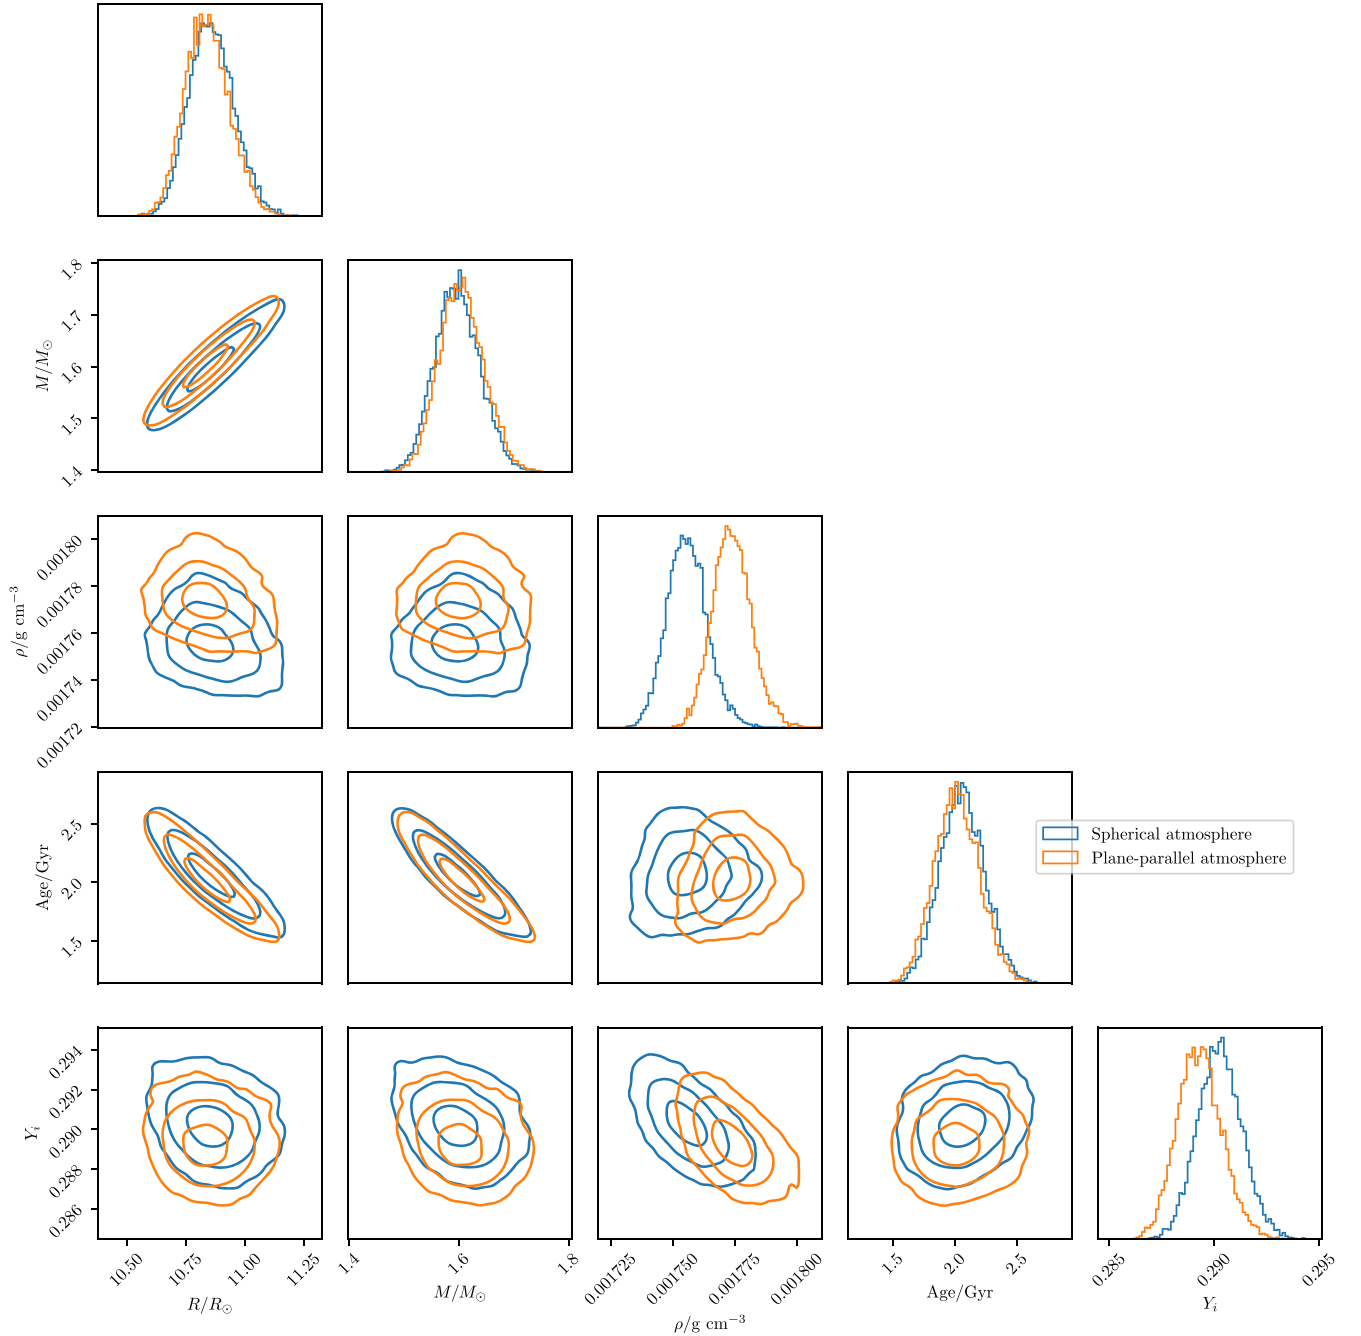 1.8
1.7
1.6
1.5
1.4
M/M⊙
0.00180
0.00178
0.00176
0.00174
0.00172
ρ/g cm⁻³
2.5
2.0
1.5
Age/Gyr
Spherical atmosphere
Plane-parallel atmosphere
0.294
0.292
0.290
0.288
0.286
Yᵢ
10.50 10.75 11.00 11.25
1.4 1.6 1.8
0.001725 0.001750 0.001775 0.001800
1.5 2.0 2.5
0.285 0.290 0.295
R/R⊙ M/M⊙ ρ/g cm⁻³ Age/Gyr Yᵢ